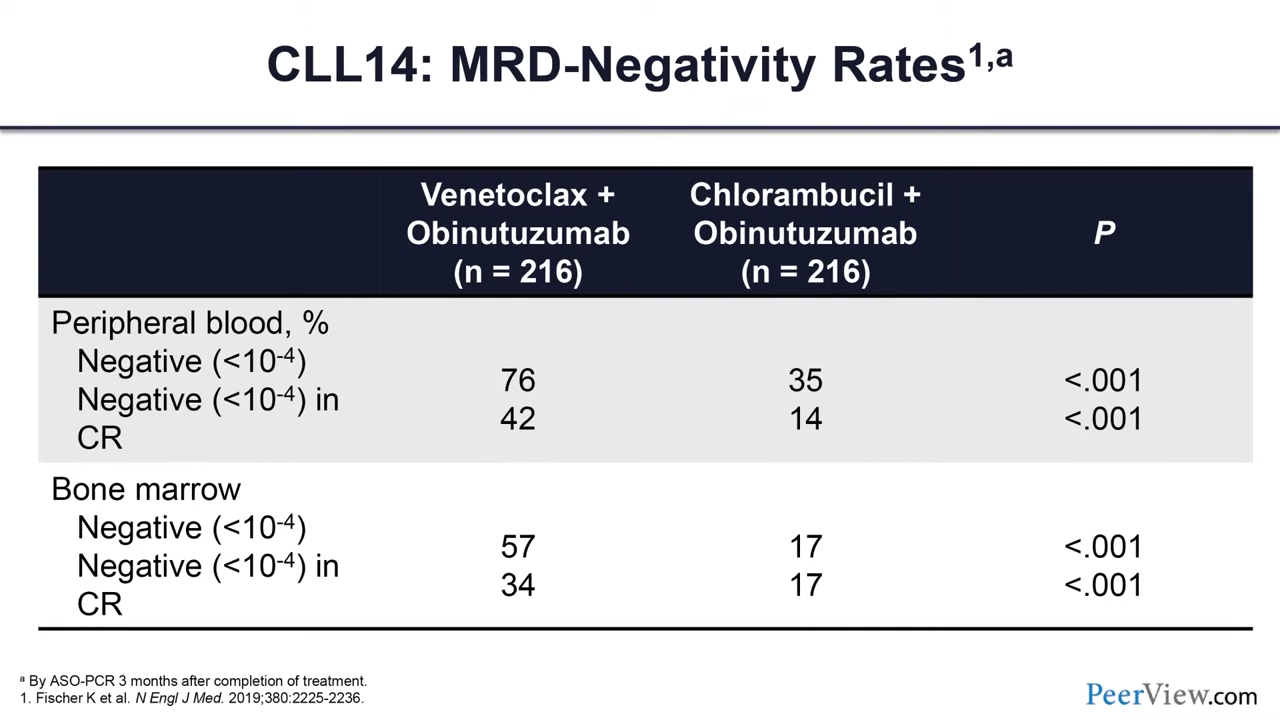 CLL14: MRD-Negativity Rates1,a
Venetoclax + Obinutuzumab (n = 216)
Chlorambucil + Obinutuzumab (n = 216)
P
Peripheral blood, %
Negative (<10-4) 76 35 <.001
Negative (<10-4) in CR 42 14 <.001
Bone marrow
Negative (<10-4) 57 17 <.001
Negative (<10-4) in CR 34 17 <.001
a By ASO-PCR 3 months after completion of treatment.
1. Fischer K et al. N Engl J Med. 2019;380:2225-2236.
PeerView.com